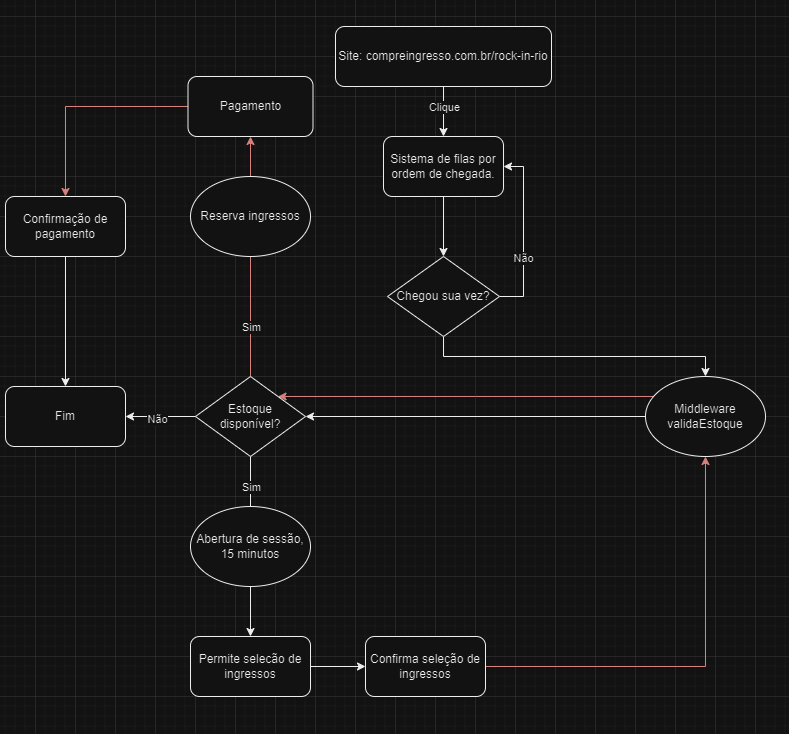 Site: compreingresso.com.br/rock-in-rio
Clique
Sistema de filas por
ordem de chegada.
Não
Chegou sua vez?
Middleware
validaEstoque
Pagamento
Confirmação de
pagamento
Reserva ingressos
Sim
Estoque
disponível?
Não
Fim
Sim
Abertura de sessão,
15 minutos
Permite selecão de
ingressos
Confirma seleção de
ingressos